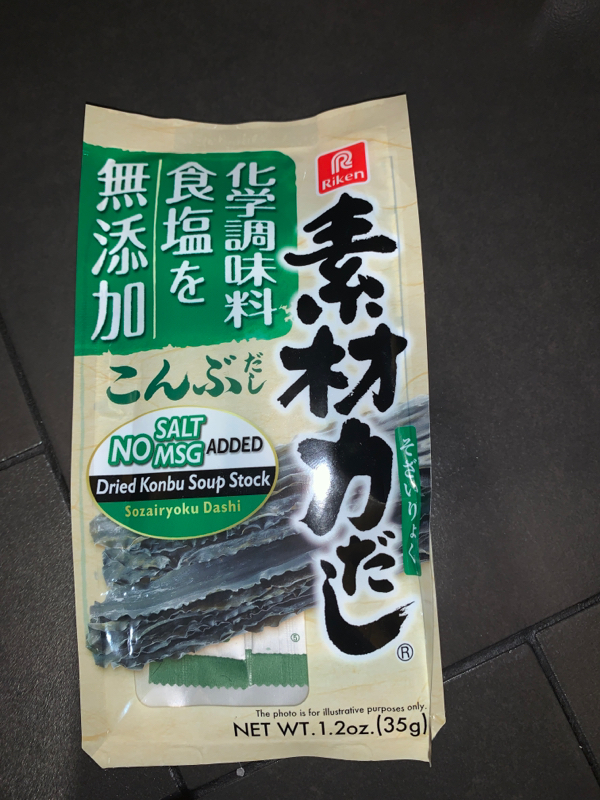 Riken
素材力だし
®
そざいりょく
化学調味料
食塩を
無添加
こんぶだし
NO SALT MSG ADDED
Dried Konbu Soup Stock
Sozairyoku Dashi
The photo is for illustrative purposes only.
NET WT.1.2oz.(35g)